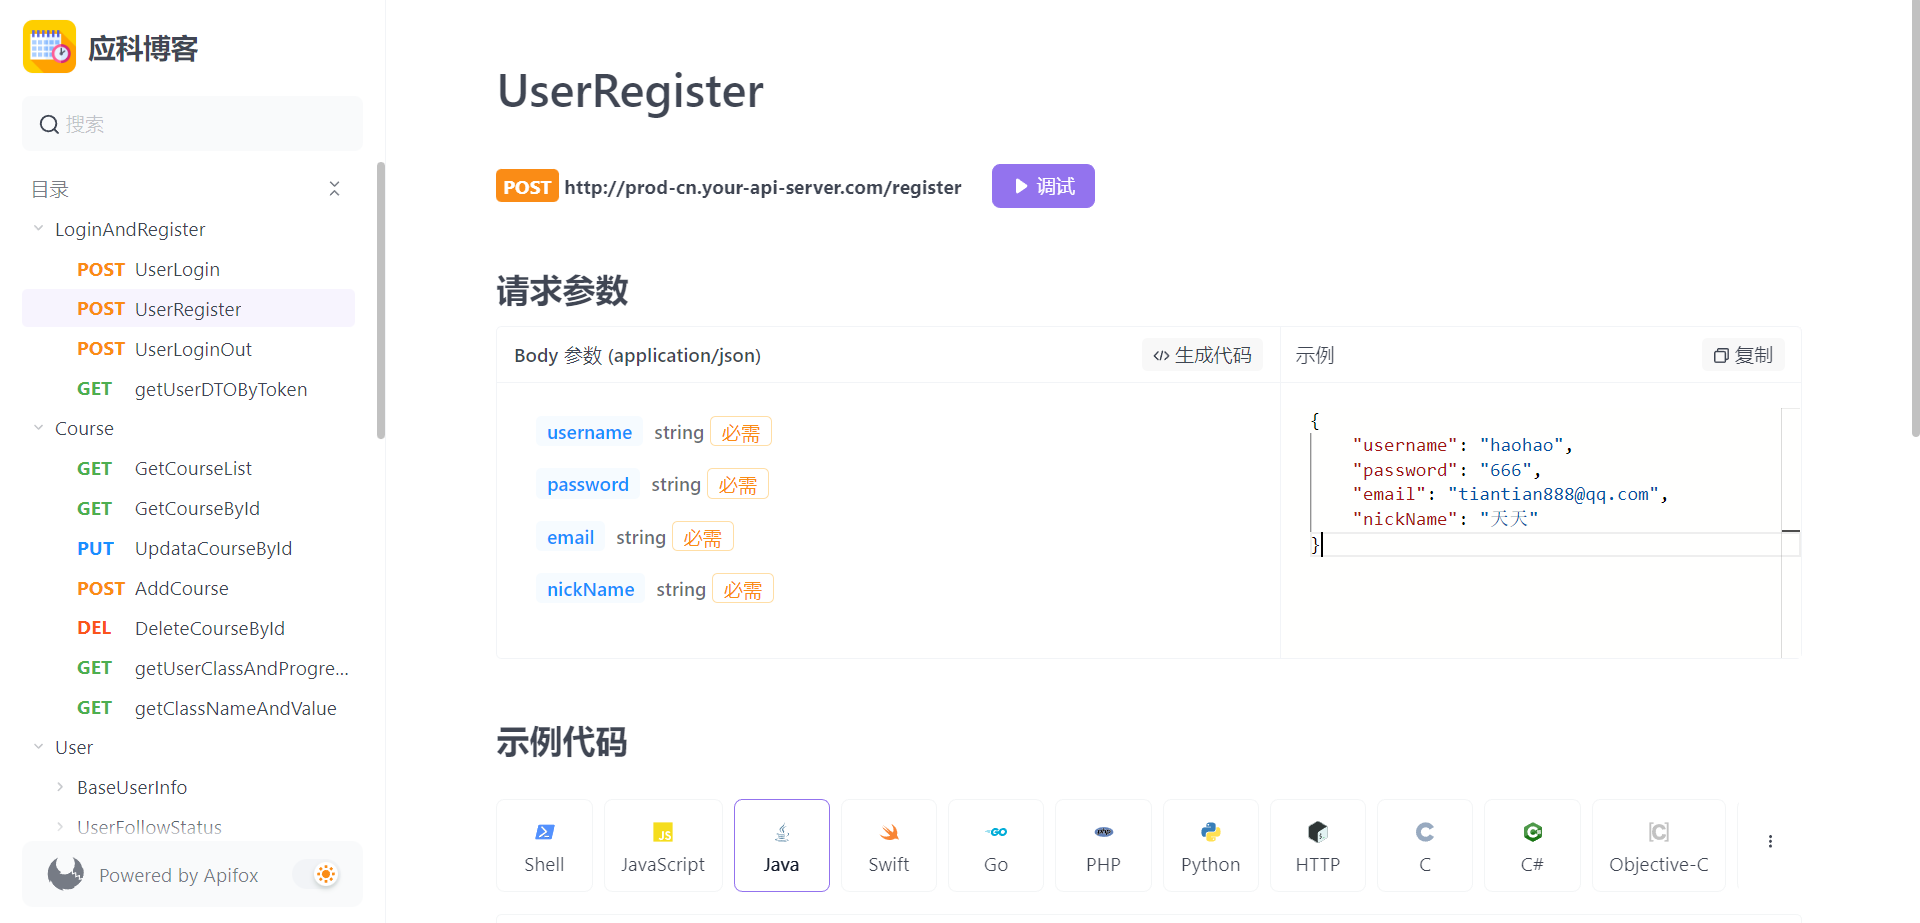 应科博客
搜索
目录
LoginAndRegister
POST UserLogin
POST UserRegister
POST UserLoginOut
GET getUserDTOByToken
Course
GET GetCourseList
GET GetCourseById
PUT UpdataCourseById
POST AddCourse
DEL DeleteCourseById
GET getUserClassAndProgre...
GET getClassNameAndValue
User
BaseUserInfo
UserFollowStatus
Powered by Apifox
UserRegister
POST http://prod-cn.your-api-server.com/register 调试
请求参数
Body 参数 (application/json) 生成代码
username string 必需
password string 必需
email string 必需
nickName string 必需
示例 复制
{
"username": "haohao",
"password": "666",
"email": "tiantian888@qq.com",
"nickName": "天天"
}
示例代码
Shell JavaScript Java Swift Go PHP Python HTTP C C# Objective-C